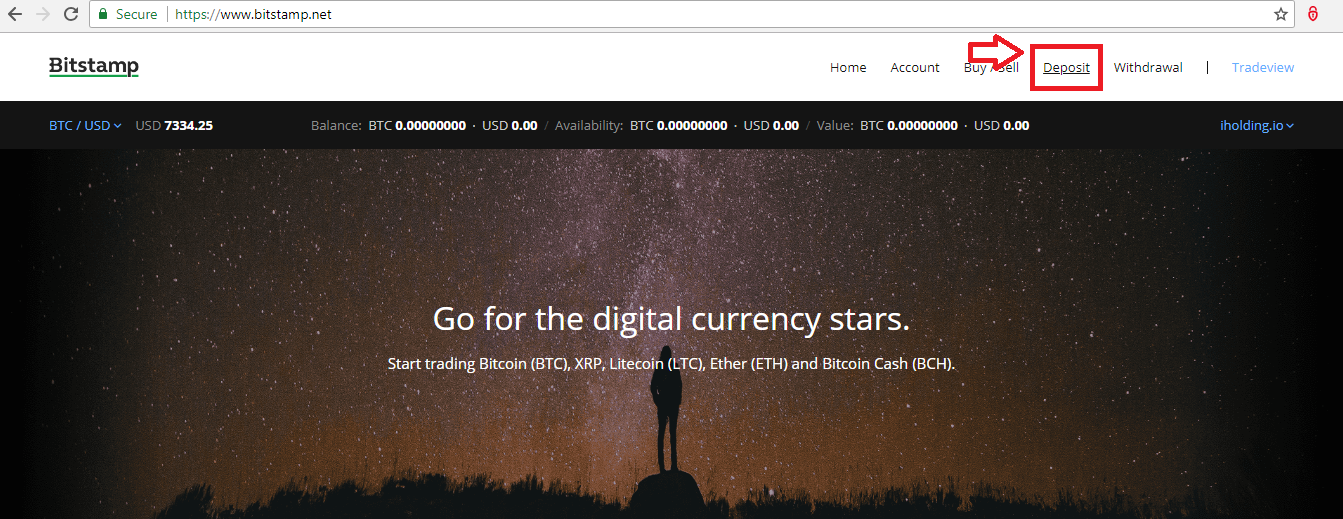 Secure https://www.bitstamp.net
Bitstamp Home Account Buy / Sell Deposit Withdrawal | Tradeview
BTC / USD USD 7334.25 Balance: BTC 0.00000000 · USD 0.00 / Availability: BTC 0.00000000 · USD 0.00 / Value: BTC 0.00000000 · USD 0.00 iholding.io
Go for the digital currency stars.
Start trading Bitcoin (BTC), XRP, Litecoin (LTC), Ether (ETH) and Bitcoin Cash (BCH).